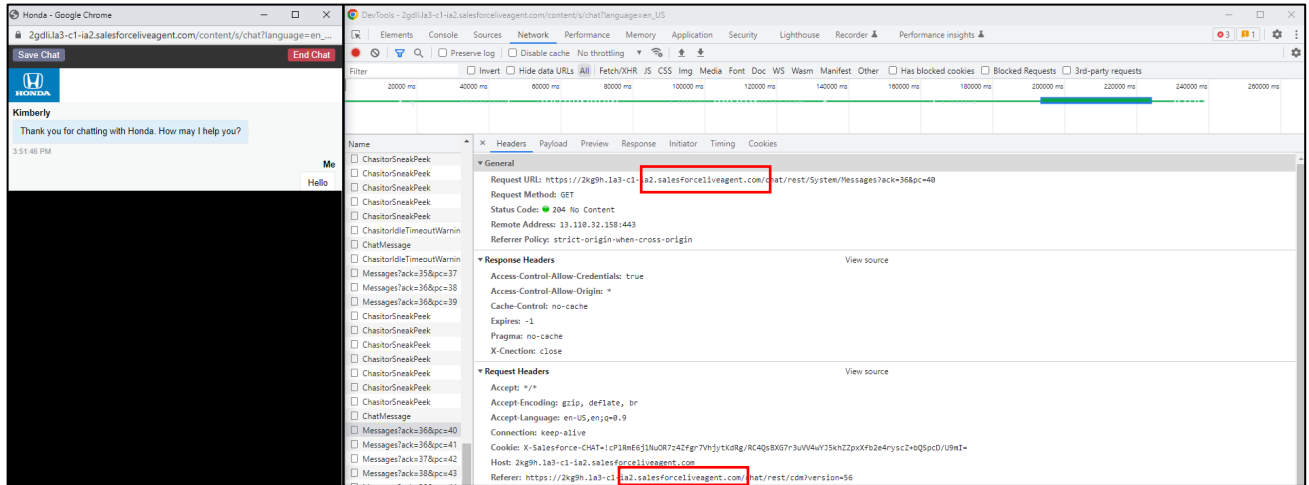 Honda - Google Chrome
2gdli.la3-c1-ia2.salesforceliveagent.com/content/s/chat?language=en_...
Save Chat End Chat
HONDA
Kimberly
Thank you for chatting with Honda. How may I help you?
3:51:46 PM
Me
Hello
DevTools - 2gdli.la3-c1-ia2.salesforceliveagent.com/content/s/chat?language=en_US
Elements Console Sources Network Performance Memory Application Security Lighthouse Recorder Performance insights 3 1
Preserve log Disable cache No throttling
Filter Invert Hide data URLs All Fetch/XHR JS CSS Img Media Font Doc WS Wasm Manifest Other Has blocked cookies Blocked Requests 3rd-party requests
20000 ms 40000 ms 60000 ms 80000 ms 100000 ms 120000 ms 140000 ms 160000 ms 180000 ms 200000 ms 220000 ms 240000 ms 260000 ms
Name
ChasitorSneakPeek
ChasitorSneakPeek
ChasitorSneakPeek
ChasitorSneakPeek
ChasitorSneakPeek
ChasitorIdleTimeoutWarnin
ChatMessage
ChasitorIdleTimeoutWarnin
Messages?ack=35&pc=37
Messages?ack=36&pc=38
Messages?ack=36&pc=39
ChasitorSneakPeek
ChasitorSneakPeek
ChasitorSneakPeek
ChasitorSneakPeek
ChasitorSneakPeek
ChasitorSneakPeek
ChasitorSneakPeek
ChatMessage
Messages?ack=36&pc=40
Messages?ack=36&pc=41
Messages?ack=37&pc=42
Messages?ack=38&pc=43
Headers Payload Preview Response Initiator Timing Cookies
General
Request URL: https://2kg9h.la3-c1-ia2.salesforceliveagent.com/chat/rest/System/Messages?ack=36&pc=40
Request Method: GET
Status Code: 204 No Content
Remote Address: 13.110.32.158:443
Referrer Policy: strict-origin-when-cross-origin
Response Headers View source
Access-Control-Allow-Credentials: true
Access-Control-Allow-Origin: *
Cache-Control: no-cache
Expires: -1
Pragma: no-cache
X-Cnection: close
Request Headers View source
Accept: */*
Accept-Encoding: gzip, deflate, br
Accept-Language: en-US,en;q=0.9
Connection: keep-alive
Cookie:
Host: 2kg9h.la3-c1-ia2.salesforceliveagent.com
Referer: https://2kg9h.la3-c1-ia2.salesforceliveagent.com/chat/rest/cdm?version=56